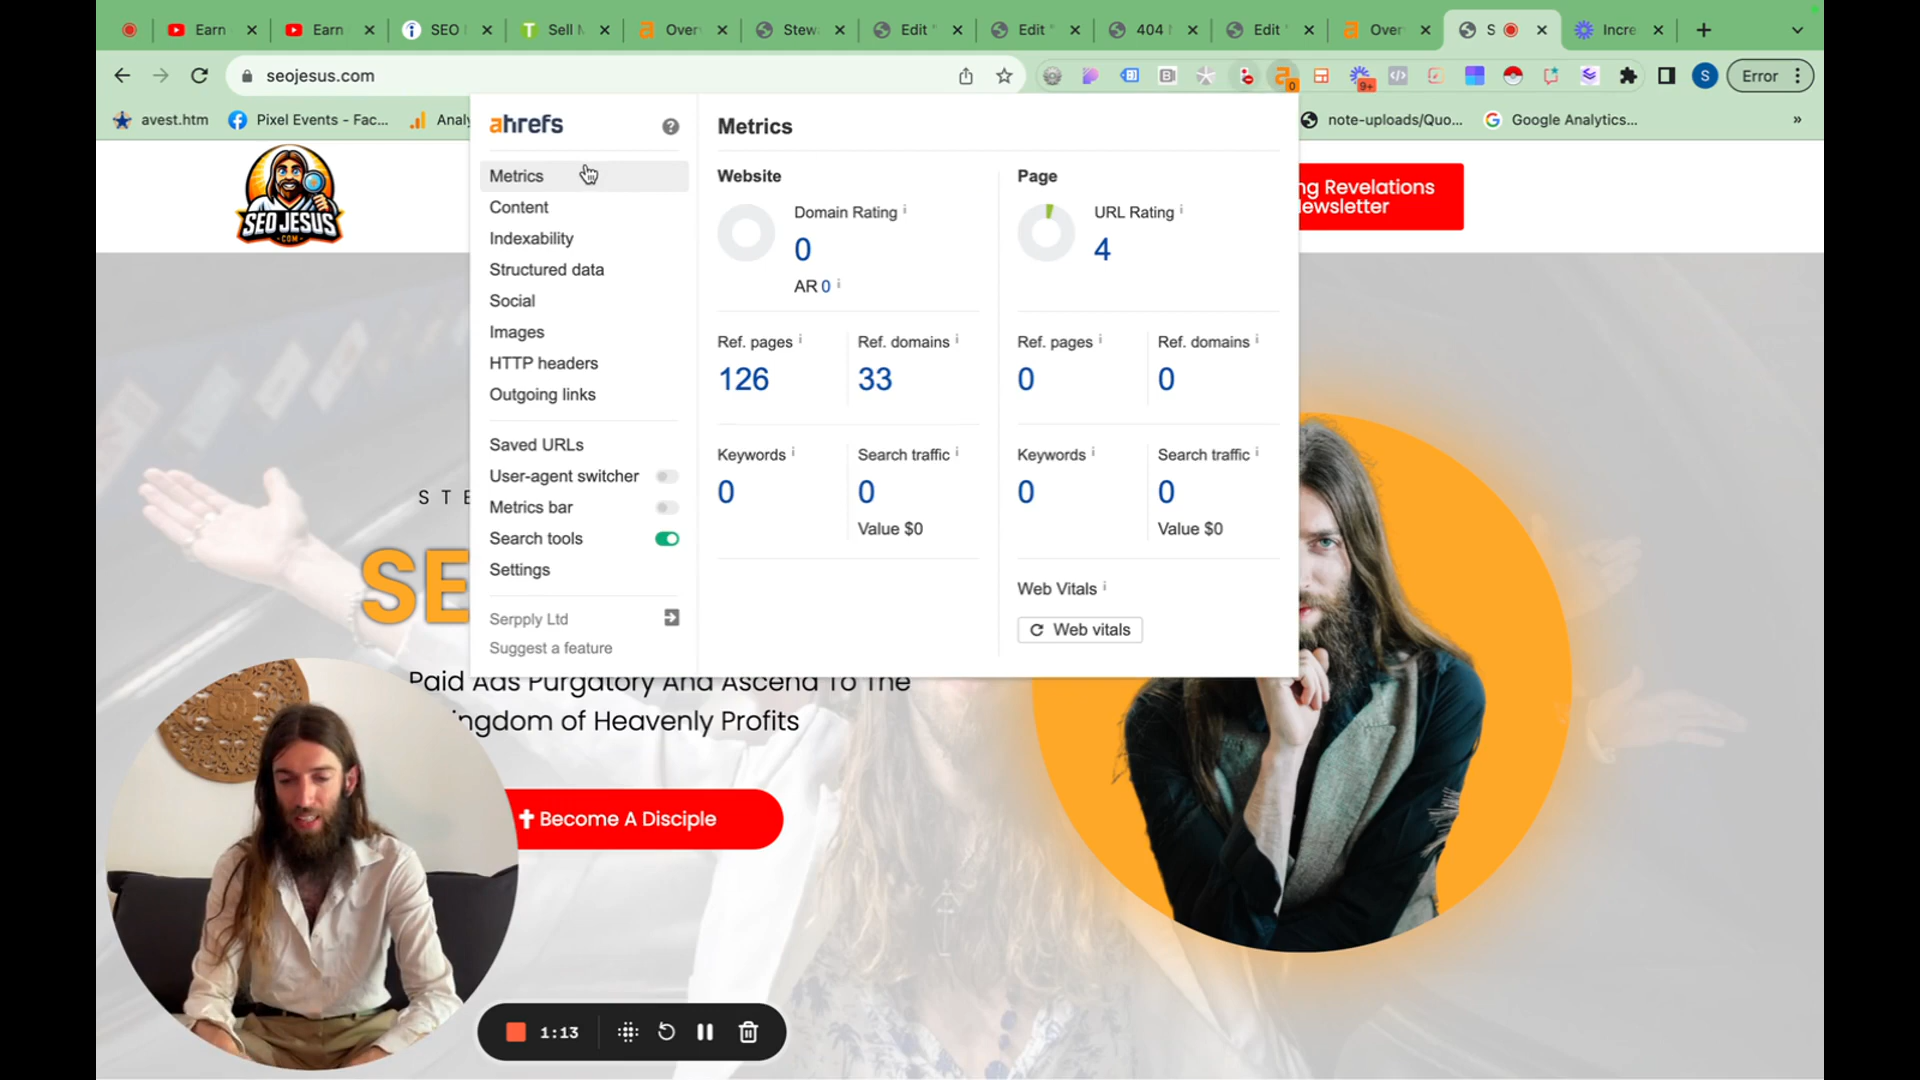 Earn
Earn
SEO
Sell M
Over
Stew
Edit "
Edit "
404
Edit "
Over
S
Incre
seojesus.com
0
9+
S
Error
avest.htm
Pixel Events - Fac...
Analy
note-uploads/Quo...
Google Analytics...
»
SEO JESUS
.COM
ng Revelations
ewsletter
ahrefs
Metrics
Content
Indexability
Structured data
Social
Images
HTTP headers
Outgoing links
Saved URLs
User-agent switcher
Metrics bar
Search tools
Settings
Serpply Ltd
Suggest a feature
Metrics
Website
Domain Rating
0
AR 0
Ref. pages
126
Ref. domains
33
Keywords
0
Search traffic
0
Value $0
Page
URL Rating
4
Ref. pages
0
Ref. domains
0
Keywords
0
Search traffic
0
Value $0
Web Vitals
Web vitals
STE
SE
Paid Ads Purgatory And Ascend To The
ngdom of Heavenly Profits
Become A Disciple
1:13